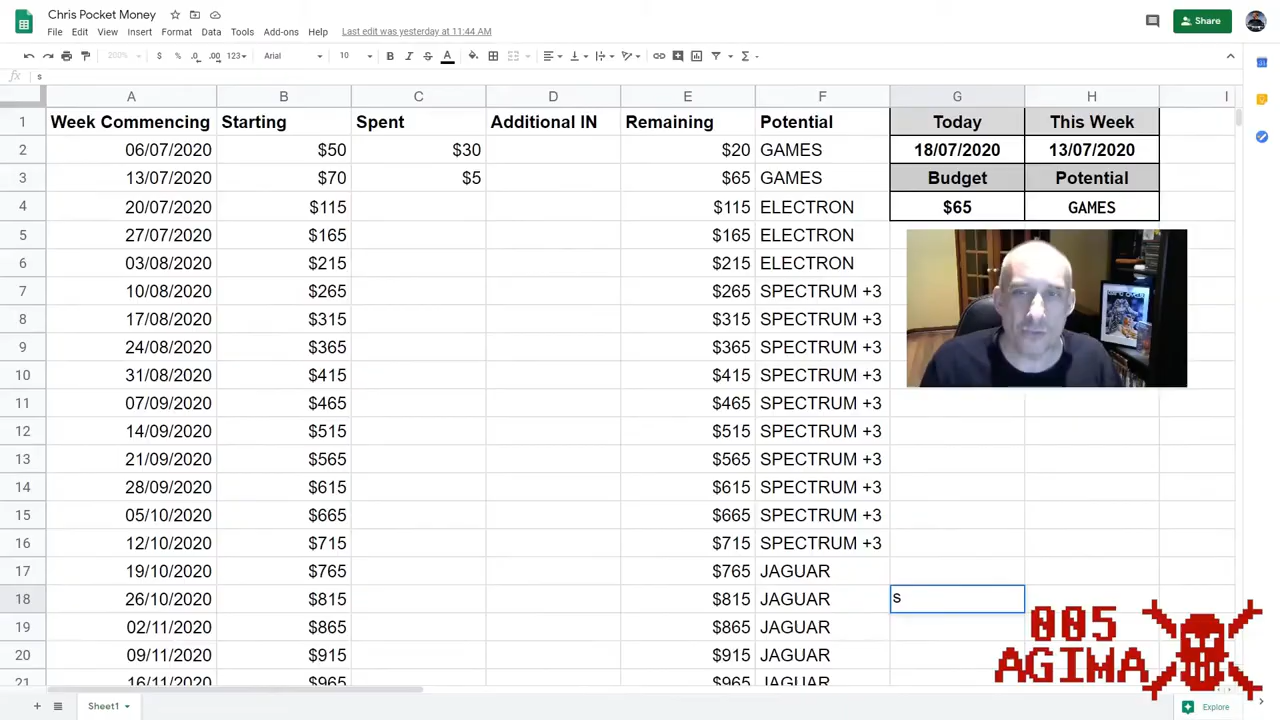 Chris Pocket Money
File Edit View Insert Format Data Tools Add-ons Help Last edit was yesterday at 11:44 AM
Share
200% $ % .0 .00 123 Arial 10 B I S A
fx s
A B C D E F G H I
1 Week Commencing Starting Spent Additional IN Remaining Potential Today This Week
2 06/07/2020 $50 $30 $20 GAMES 18/07/2020 13/07/2020
3 13/07/2020 $70 $5 $65 GAMES Budget Potential
4 20/07/2020 $115 $115 ELECTRON $65 GAMES
5 27/07/2020 $165 $165 ELECTRON
6 03/08/2020 $215 $215 ELECTRON
7 10/08/2020 $265 $265 SPECTRUM +3
8 17/08/2020 $315 $315 SPECTRUM +3
9 24/08/2020 $365 $365 SPECTRUM +3
10 31/08/2020 $415 $415 SPECTRUM +3
11 07/09/2020 $465 $465 SPECTRUM +3
12 14/09/2020 $515 $515 SPECTRUM +3
13 21/09/2020 $565 $565 SPECTRUM +3
14 28/09/2020 $615 $615 SPECTRUM +3
15 05/10/2020 $665 $665 SPECTRUM +3
16 12/10/2020 $715 $715 SPECTRUM +3
17 19/10/2020 $765 $765 JAGUAR
18 26/10/2020 $815 $815 JAGUAR s
19 02/11/2020 $865 $865 JAGUAR
20 09/11/2020 $915 $915 JAGUAR
21 16/11/2020 $965 $965 JAGUAR
005
AGIMA
Sheet1
Explore